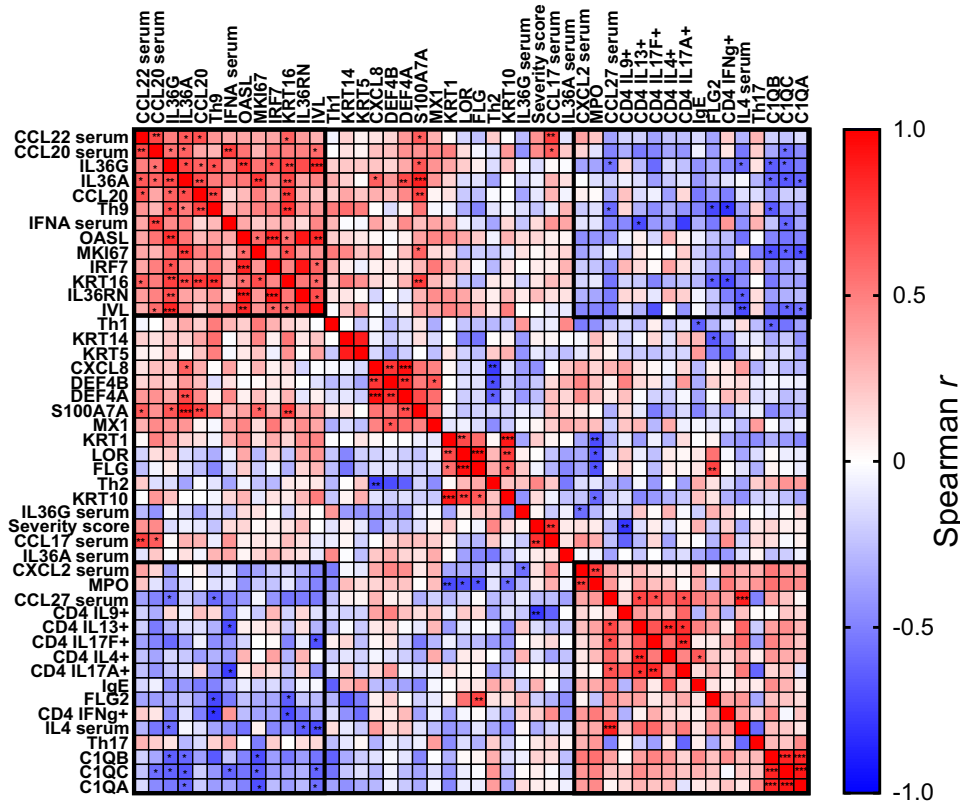 CCL22 serum
CCL20 serum
IL36G
IL36A
CCL20
Th9
IFNA serum
OASL
MKI67
IRF7
KRT16
IL36RN
IVL
Th1
KRT14
KRT5
CXCL8
DEF4B
DEF4A
S100A7A
MX1
KRT1
LOR
FLG
Th2
KRT10
IL36G serum
Severity score
CCL17 serum
IL36A serum
CXCL2 serum
MPO
CCL27 serum
CD4 IL9+
CD4 IL13+
CD4 IL17F+
CD4 IL4+
CD4 IL17A+
IgE
FLG2
CD4 IFNg+
IL4 serum
Th17
C1QB
C1QC
C1QA
CCL22 serum
CCL20 serum
IL36G
IL36A
CCL20
Th9
IFNA serum
OASL
MKI67
IRF7
KRT16
IL36RN
IVL
Th1
KRT14
KRT5
CXCL8
DEF4B
DEF4A
S100A7A
MX1
KRT1
LOR
FLG
Th2
KRT10
IL36G serum
Severity score
CCL17 serum
IL36A serum
CXCL2 serum
MPO
CCL27 serum
CD4 IL9+
CD4 IL13+
CD4 IL17F+
CD4 IL4+
CD4 IL17A+
IgE
FLG2
CD4 IFNg+
IL4 serum
Th17
C1QB
C1QC
C1QA
1.0
0.5
0
-0.5
-1.0
Spearman r